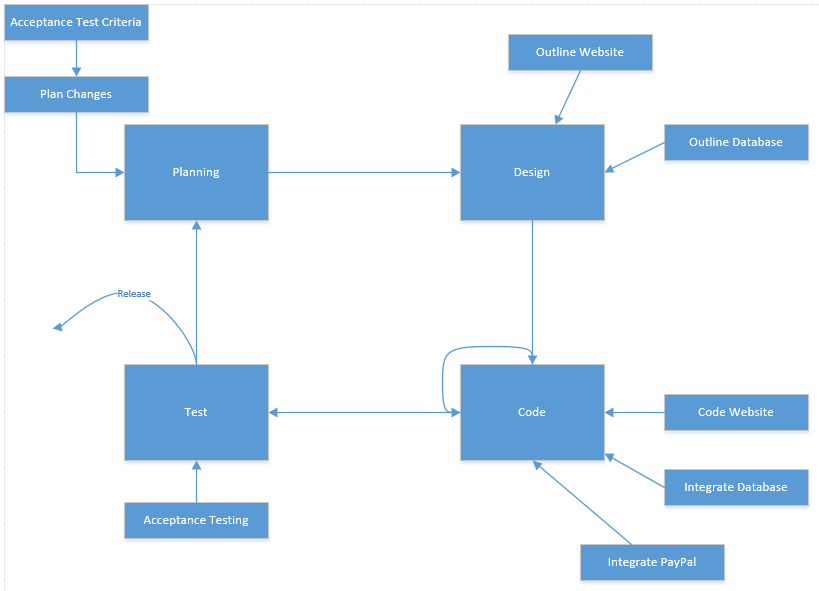 Acceptance Test Criteria
Outline Website
Plan Changes
Outline Database
Planning
Design
Release
Test
Code
Code Website
Integrate Database
Acceptance Testing
Integrate PayPal